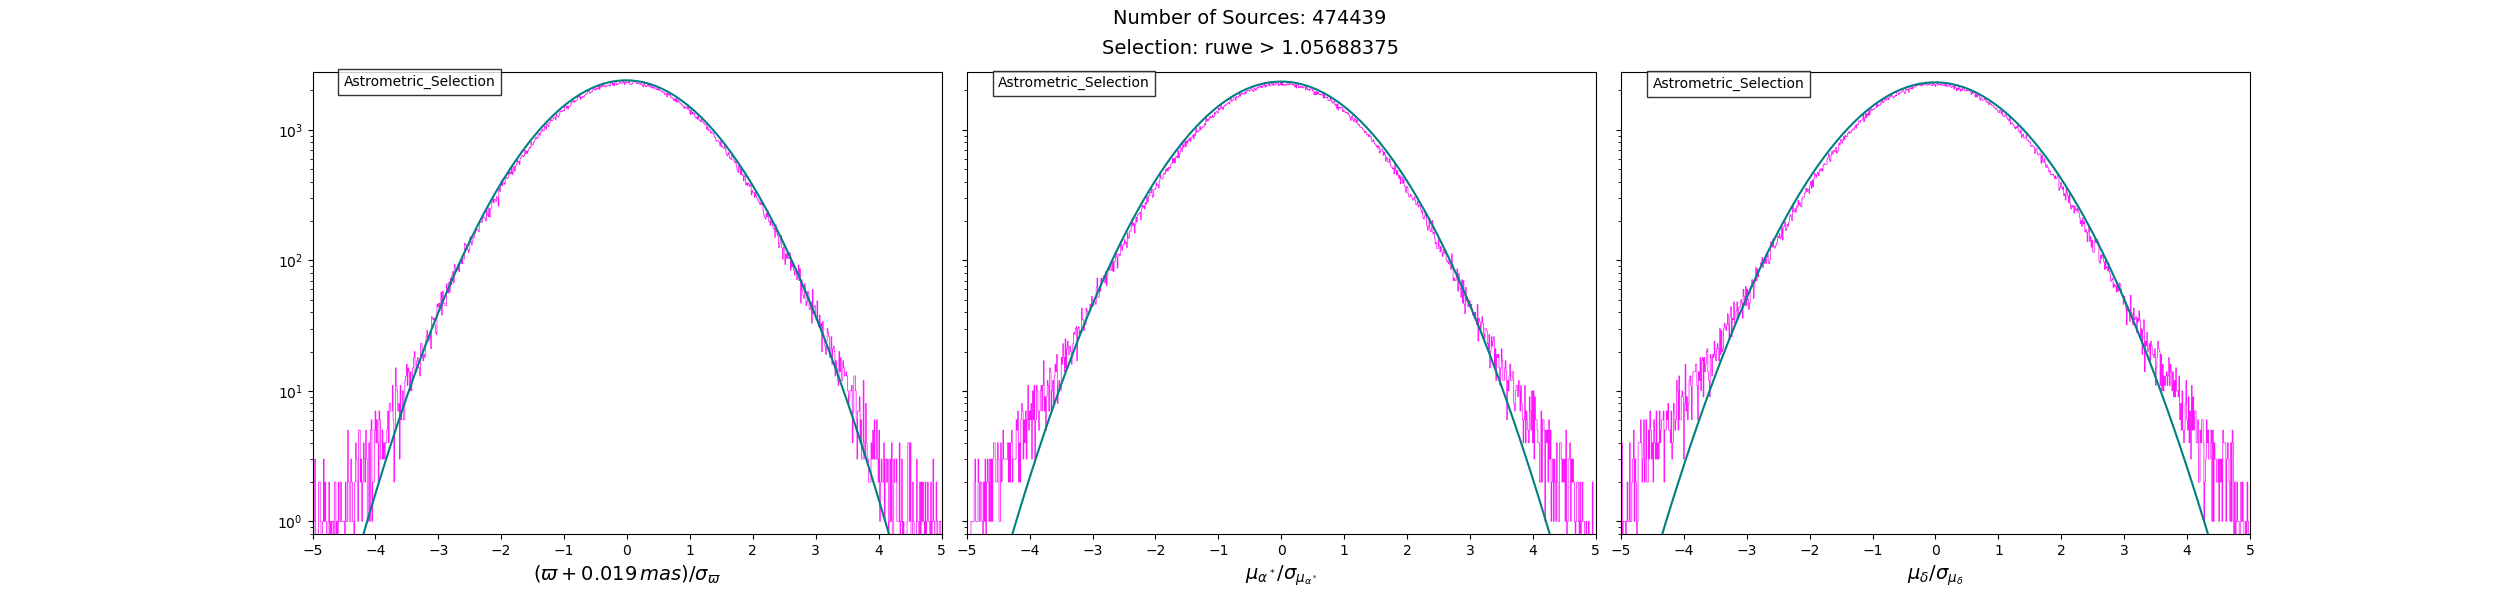 Number of Sources: 474439
Selection: ruwe > 1.05688375
Astrometric_Selection
Astrometric_Selection
Astrometric_Selection
10³
10²
10¹
10⁰
−5 −4 −3 −2 −1 0 1 2 3 4 5
−5 −4 −3 −2 −1 0 1 2 3 4 5
−5 −4 −3 −2 −1 0 1 2 3 4 5
(ϖ + 0.019 mas)/σ_ϖ
μ_α*/σ_μ_α*
μ_δ/σ_μ_δ